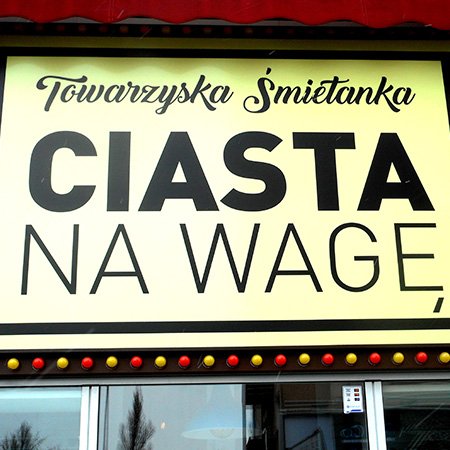 Towarzyska Śmietanka
CIASTA
NA WAGĘ